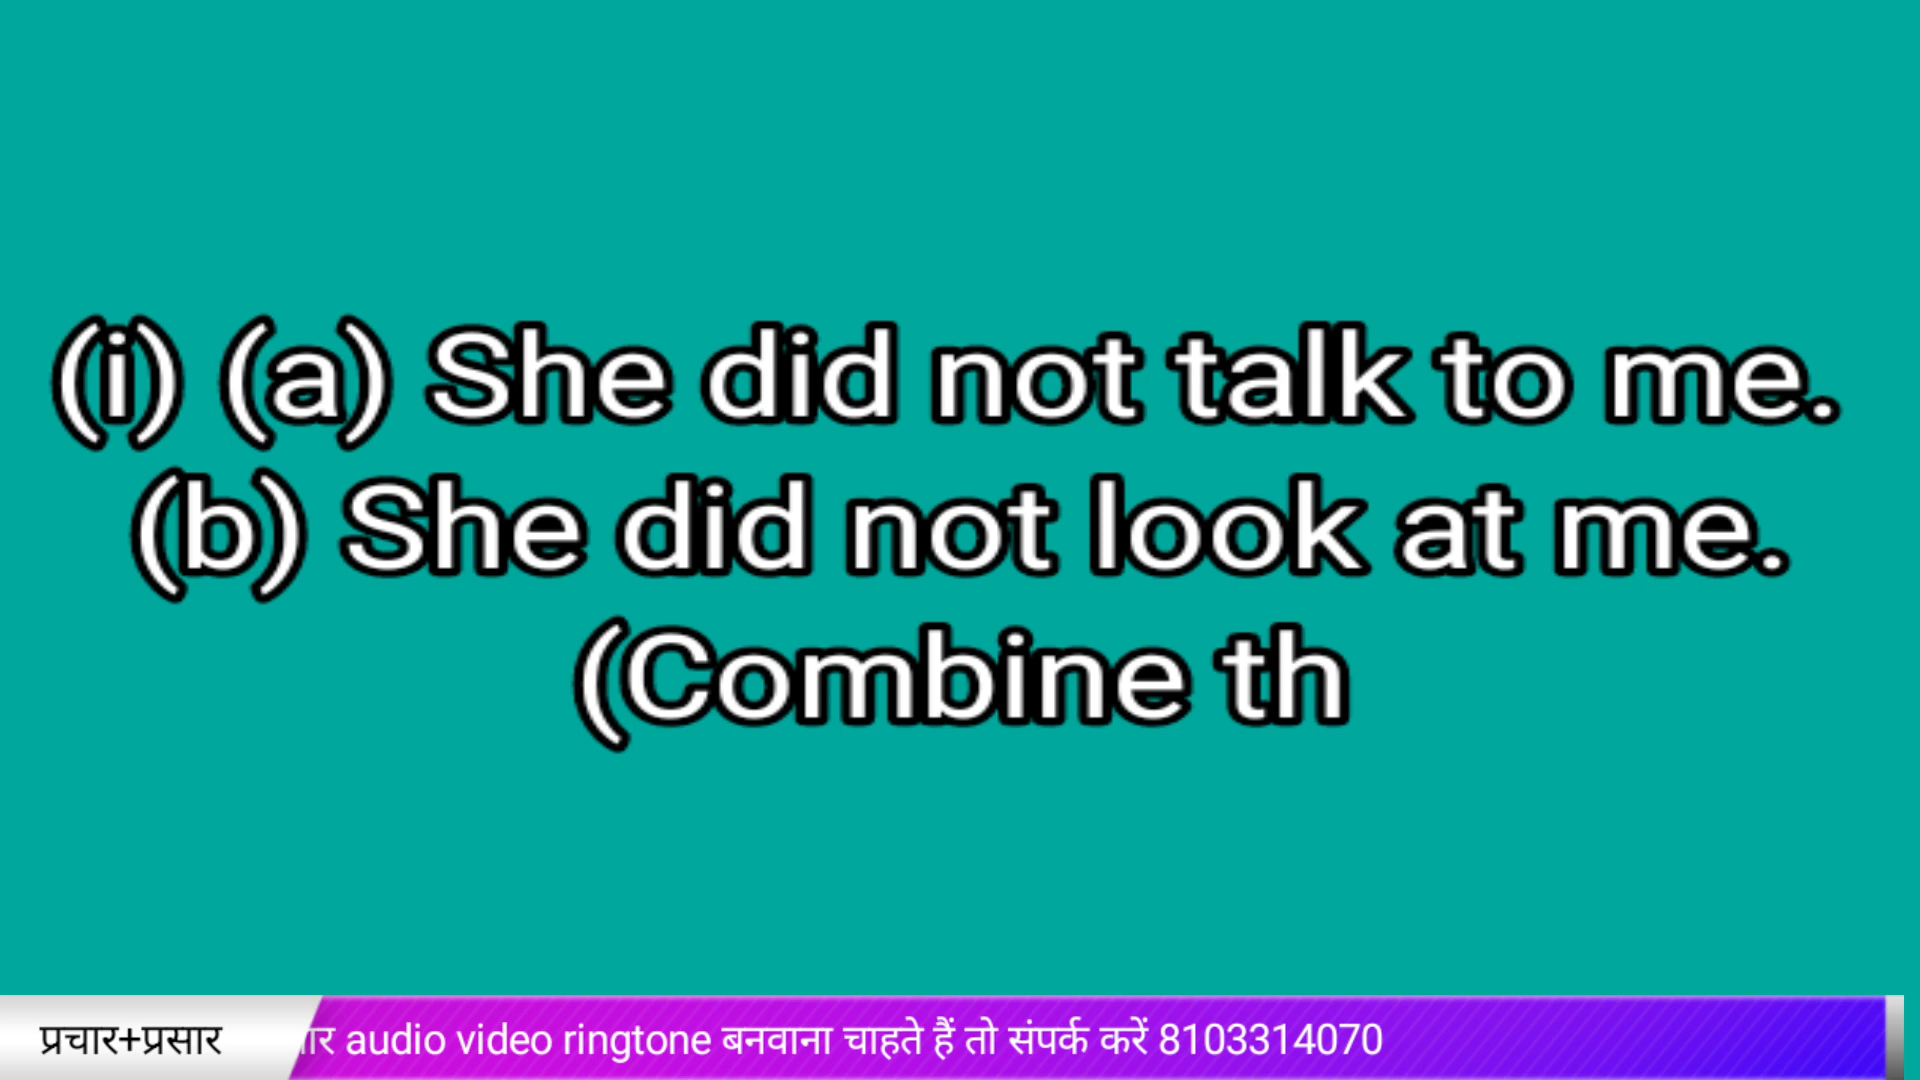 (i) (a) She did not talk to me.
(b) She did not look at me.
(Combine th
प्रचार+प्रसार audio video ringtone बनवाना चाहते हैं तो संपर्क करें 8103314070